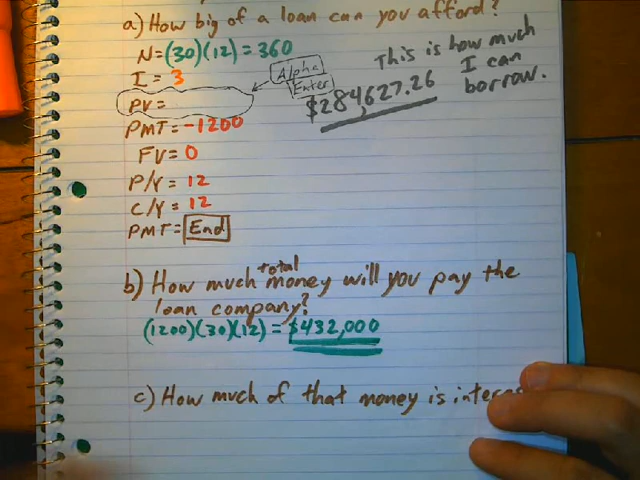 a) How big of a loan can you afford?
N=(30)(12)=360
I=3
PV=
Alpha
Enter
$284,627.26
This is how much
I can
borrow.
PMT=-1200
FV=0
P/Y=12
C/Y=12
PMT=End
b) How much total money will you pay the
loan company?
(1200)(30)(12)=$432,000
c) How much of that money is